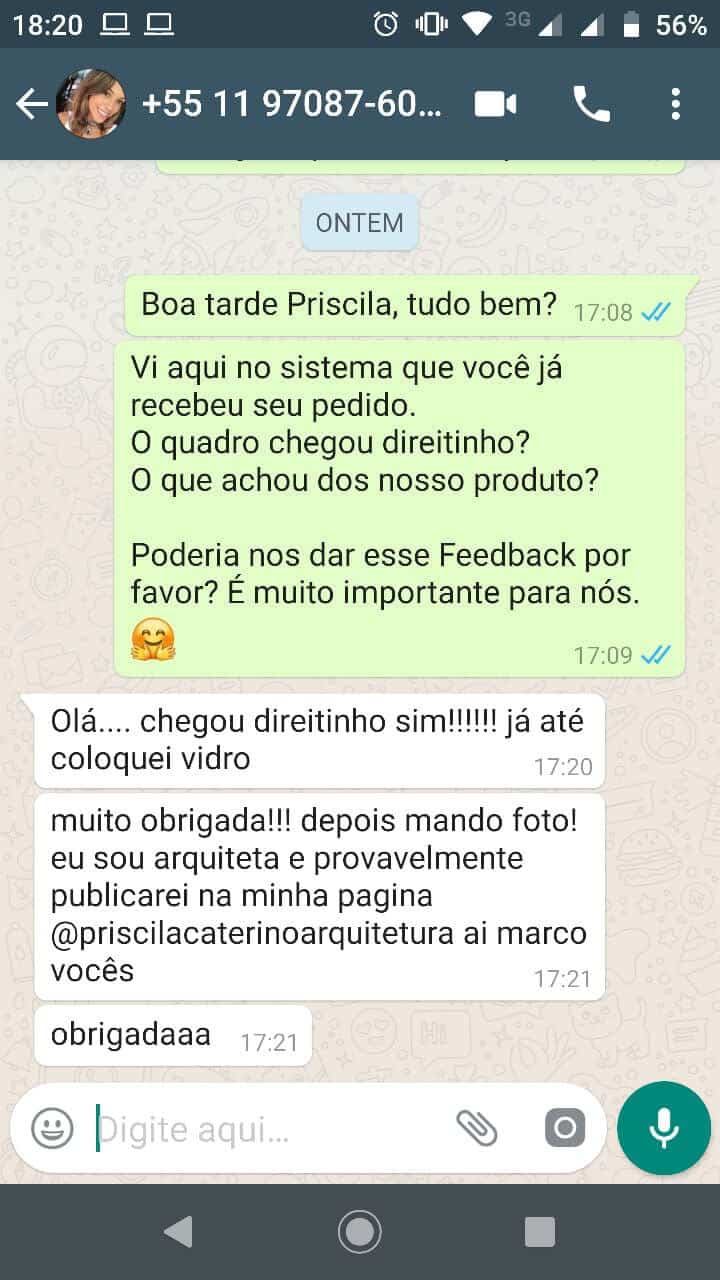 18:20
3G
56%
+55 11 97087-60...
ONTEM
Boa tarde Priscila, tudo bem?
17:08
Vi aqui no sistema que você já
recebeu seu pedido.
O quadro chegou direitinho?
O que achou dos nosso produto?
Poderia nos dar esse Feedback por
favor? É muito importante para nós.
🤗
17:09
Olá.... chegou direitinho sim!!!!!! já até
coloquei vidro
17:20
muito obrigada!!! depois mando foto!
eu sou arquiteta e provavelmente
publicarei na minha pagina
@priscilacaterinoarquitetura ai marco
vocês
17:21
obrigadaaa
17:21
Digite aqui...